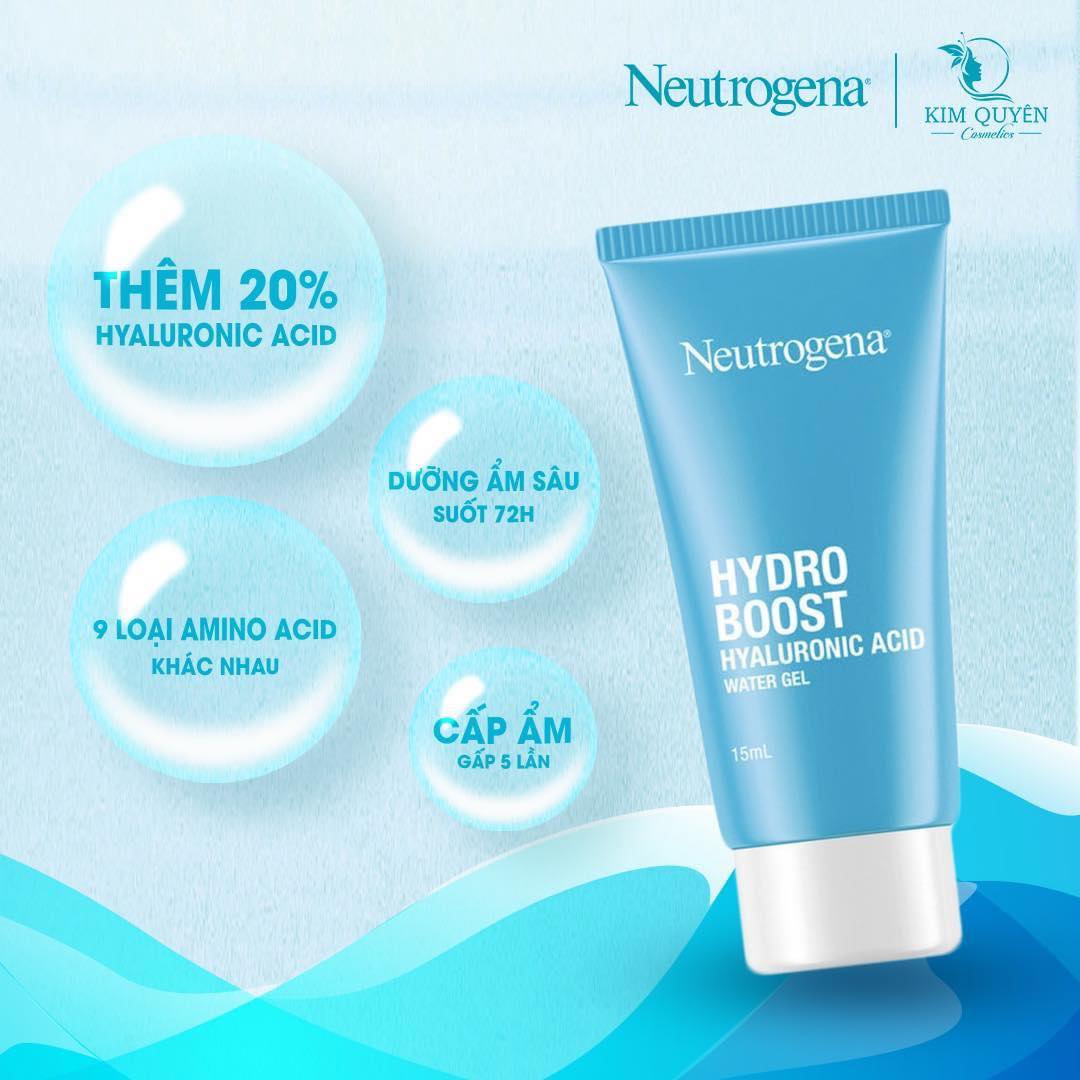 Neutrogena®
KIM QUYÊN
Cosmetics
THÊM 20%
HYALURONIC ACID
DƯỠNG ẨM SÂU
SUỐT 72H
9 LOẠI AMINO ACID
KHÁC NHAU
CẤP ẨM
GẤP 5 LẦN
Neutrogena®
HYDRO
BOOST
HYALURONIC ACID
WATER GEL
15mL